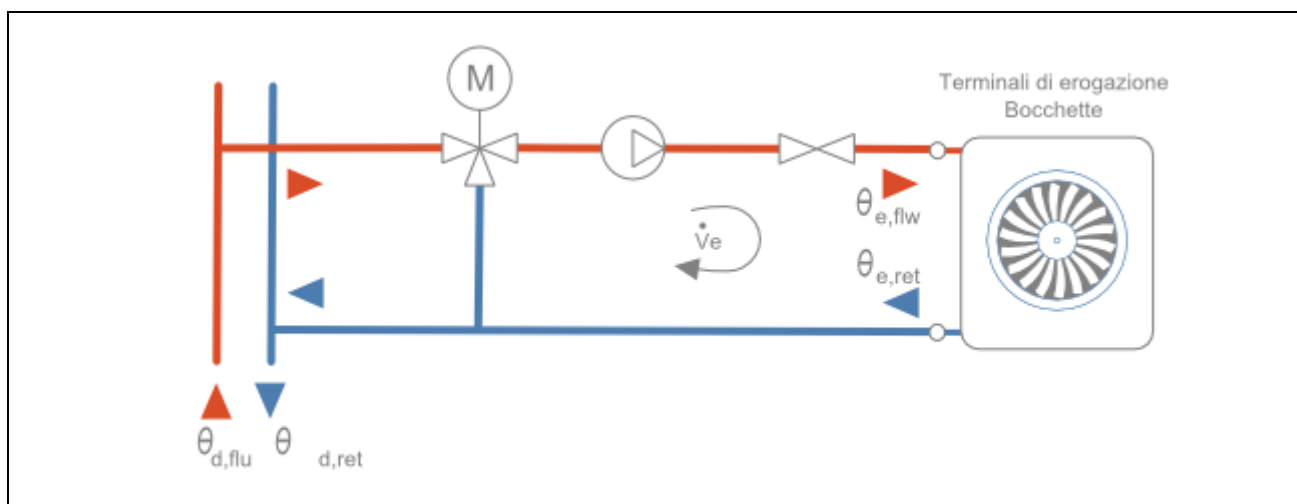 M
Terminali di erogazione
Bocchette
θe,flw
V̇e
θe,ret
θd,flu θ d,ret